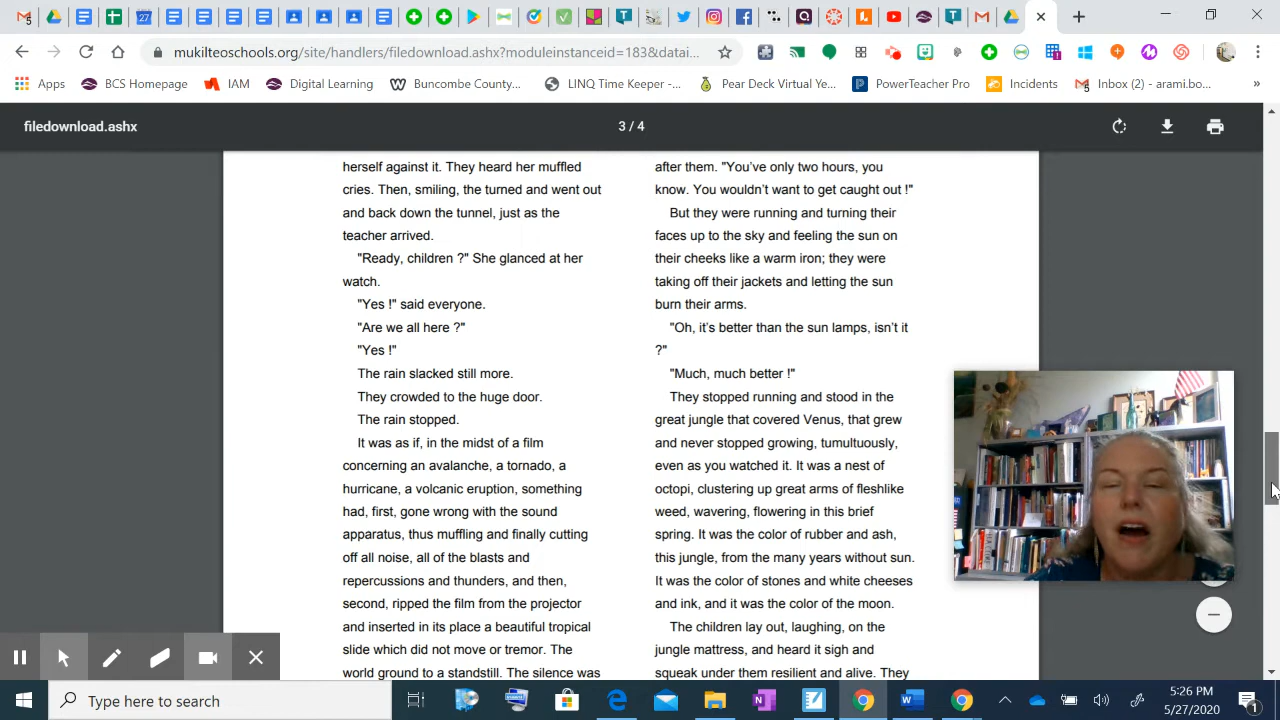 27
mukilteoschools.org/site/handlers/filedownload.ashx?moduleinstanceid=183&datai...
Apps
BCS Homepage
IAM
Digital Learning
Buncombe County...
LINQ Time Keeper -...
Pear Deck Virtual Ye...
PowerTeacher Pro
Incidents
Inbox (2) - arami.bo...
»
filedownload.ashx
3 / 4
herself against it. They heard her muffled
cries. Then, smiling, the turned and went out
and back down the tunnel, just as the
teacher arrived.
"Ready, children ?" She glanced at her
watch.
"Yes !" said everyone.
"Are we all here ?"
"Yes !"
The rain slacked still more.
They crowded to the huge door.
The rain stopped.
It was as if, in the midst of a film
concerning an avalanche, a tornado, a
hurricane, a volcanic eruption, something
had, first, gone wrong with the sound
apparatus, thus muffling and finally cutting
off all noise, all of the blasts and
repercussions and thunders, and then,
second, ripped the film from the projector
and inserted in its place a beautiful tropical
slide which did not move or tremor. The
world ground to a standstill. The silence was
after them. "You've only two hours, you
know. You wouldn't want to get caught out !"
But they were running and turning their
faces up to the sky and feeling the sun on
their cheeks like a warm iron; they were
taking off their jackets and letting the sun
burn their arms.
"Oh, it's better than the sun lamps, isn't it
?"
"Much, much better !"
They stopped running and stood in the
great jungle that covered Venus, that grew
and never stopped growing, tumultuously,
even as you watched it. It was a nest of
octopi, clustering up great arms of fleshlike
weed, wavering, flowering in this brief
spring. It was the color of rubber and ash,
this jungle, from the many years without sun.
It was the color of stones and white cheeses
and ink, and it was the color of the moon.
The children lay out, laughing, on the
jungle mattress, and heard it sigh and
squeak under them resilient and alive. They
Type here to search
5:26 PM
5/27/2020